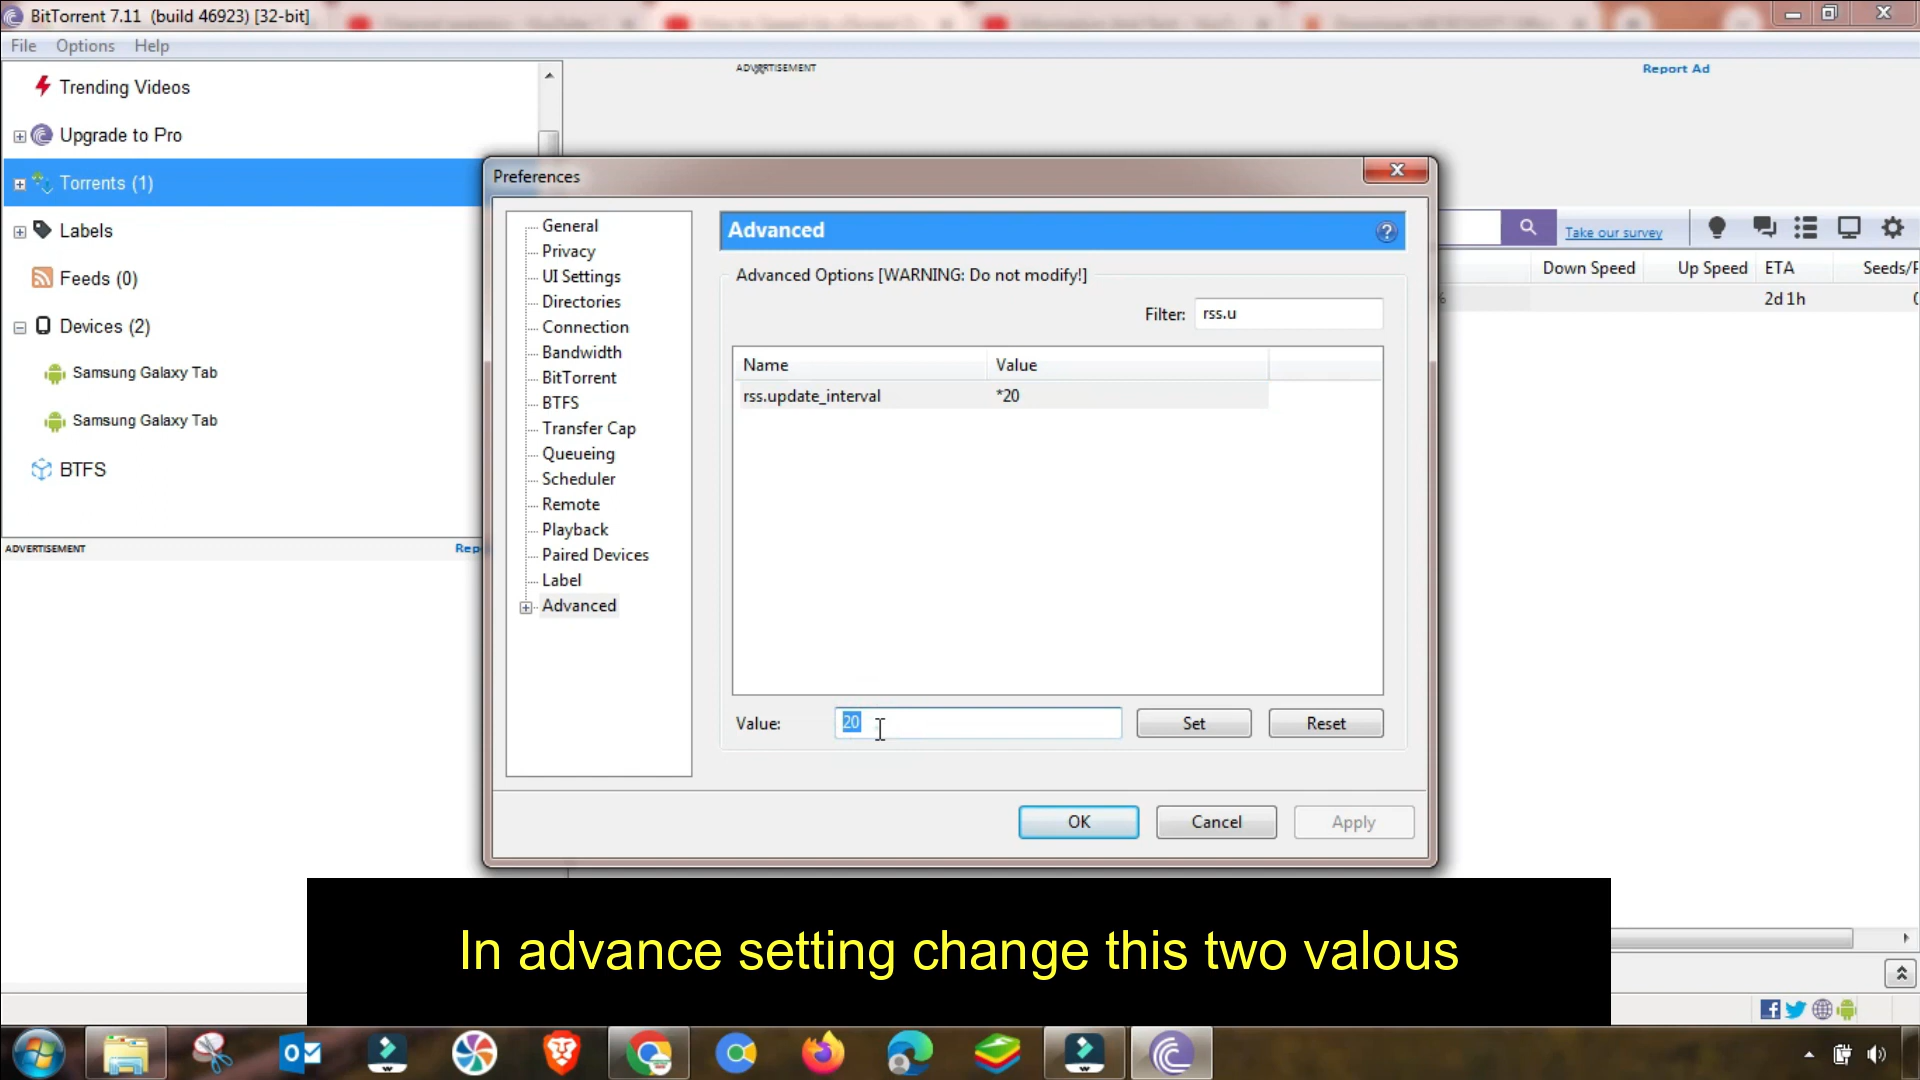 BitTorrent 7.11 (build 46923) [32-bit]
File Options Help
Trending Videos
Upgrade to Pro
Torrents (1)
Labels
Feeds (0)
Devices (2)
Samsung Galaxy Tab
Samsung Galaxy Tab
BTFS
ADVERTISEMENT
ADVERTISEMENT
Report Ad
Take our survey
Down Speed Up Speed ETA
2d 1h
Preferences
General
Privacy
UI Settings
Directories
Connection
Bandwidth
BitTorrent
BTFS
Transfer Cap
Queueing
Scheduler
Remote
Playback
Paired Devices
Label
Advanced
Advanced
Advanced Options [WARNING: Do not modify!]
Filter: rss.u
Name Value
rss.update_interval *20
Value: 20 Set Reset
OK Cancel Apply
In advance setting change this two valous